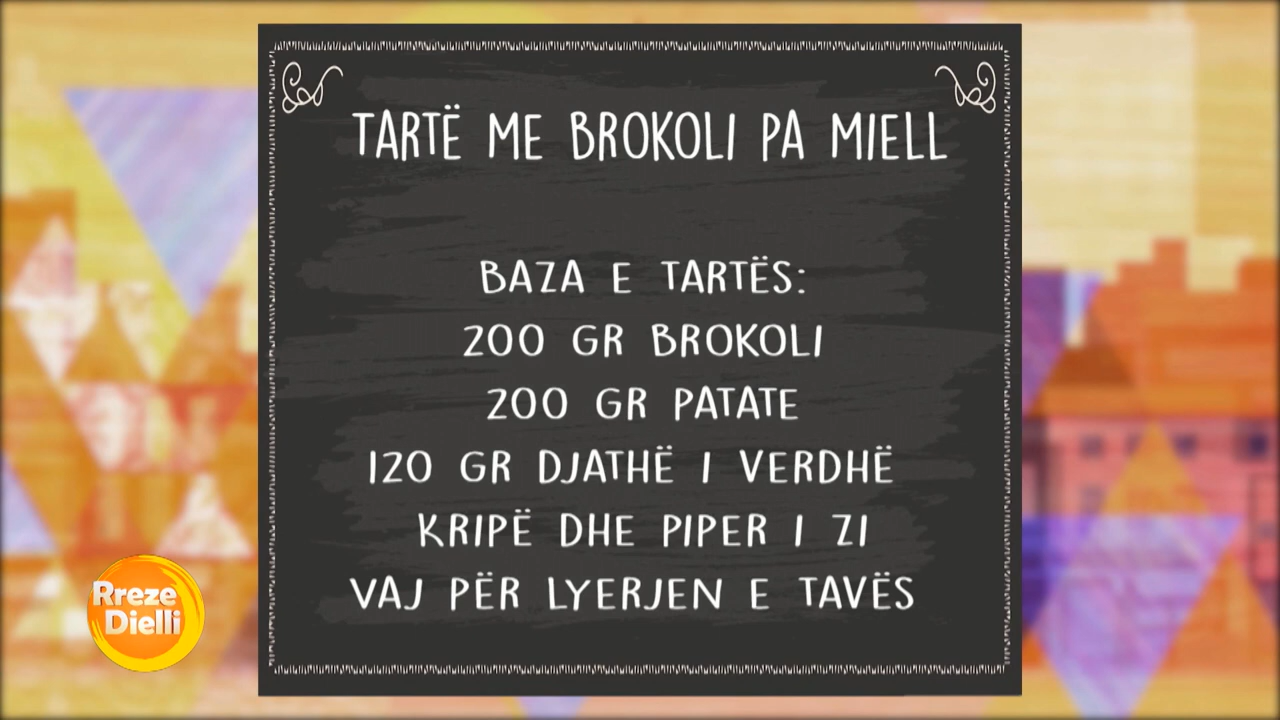 TARTË ME BROKOLI PA MIELL
BAZA E TARTËS:
200 GR BROKOLI
200 GR PATATE
120 GR DJATHË I VERDHË
KRIPË DHE PIPER I ZI
VAJ PËR LYERJEN E TAVËS
Rreze
Dielli